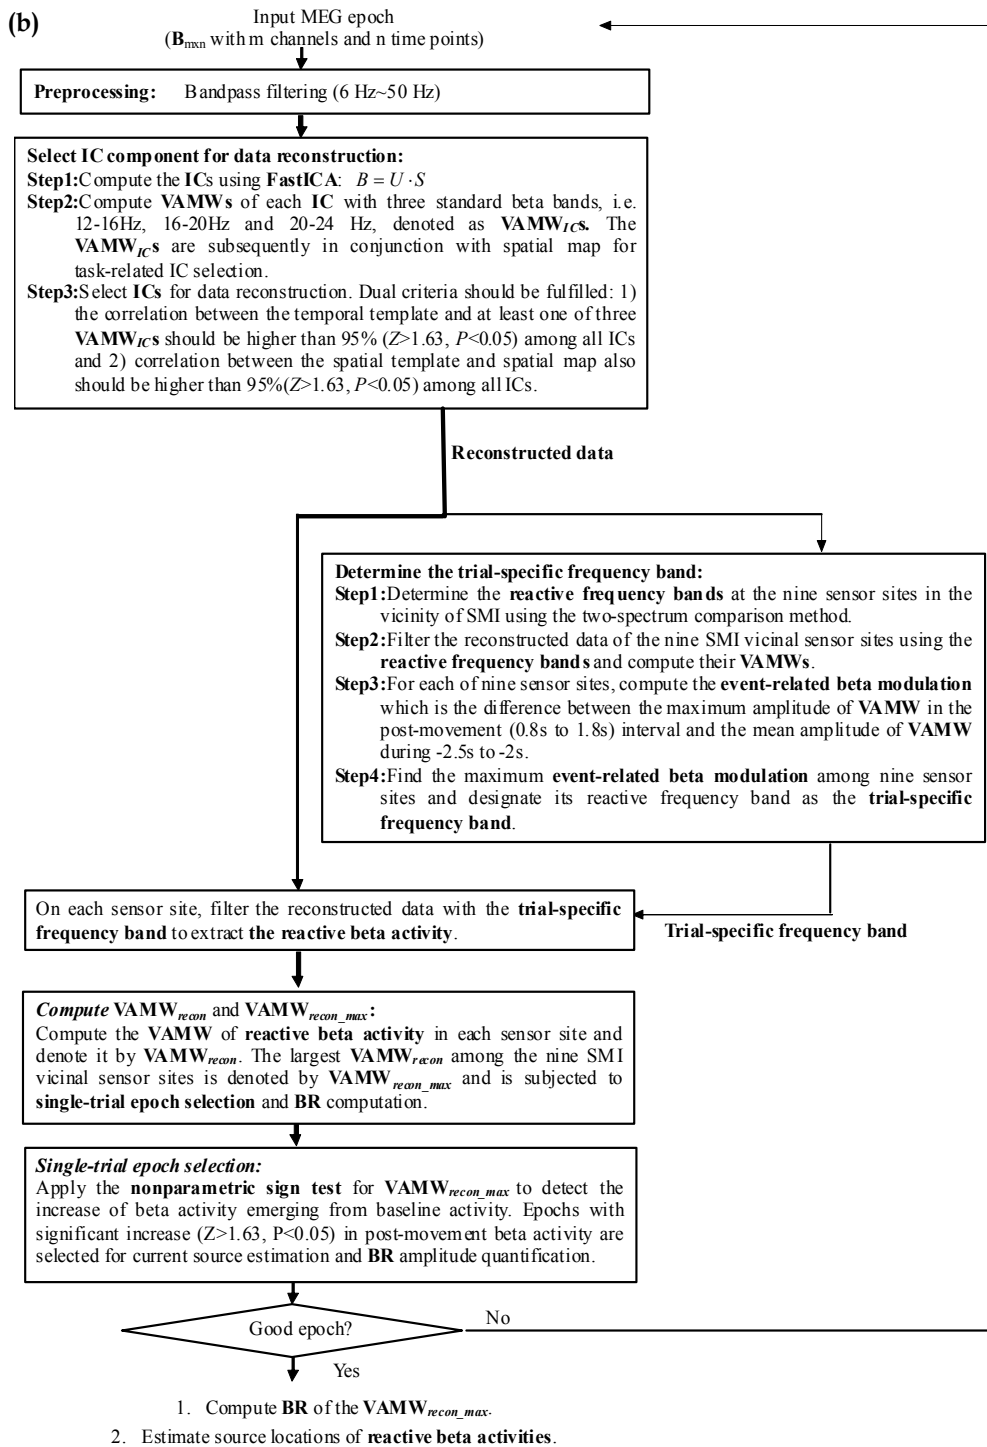 (b)
Input MEG epoch
(Bmxn with m channels and n time points)
Preprocessing: Bandpass filtering (6 Hz~50 Hz)
Select IC component for data reconstruction:
Step1:Compute the ICs using FastICA: B = U · S
Step2:Compute VAMWs of each IC with three standard beta bands, i.e.
12-16Hz, 16-20Hz and 20-24 Hz, denoted as VAMWICs. The
VAMWICs are subsequently in conjunction with spatial map for
task-related IC selection.
Step3:Select ICs for data reconstruction. Dual criteria should be fulfilled: 1)
the correlation between the temporal template and at least one of three
VAMWICs should be higher than 95% (Z>1.63, P<0.05) among all ICs
and 2) correlation between the spatial template and spatial map also
should be higher than 95%(Z>1.63, P<0.05) among all ICs.
Reconstructed data
Determine the trial-specific frequency band:
Step1:Determine the reactive frequency bands at the nine sensor sites in the
vicinity of SMI using the two-spectrum comparison method.
Step2:Filter the reconstructed data of the nine SMI vicinal sensor sites using the
reactive frequency bands and compute their VAMWs.
Step3:For each of nine sensor sites, compute the event-related beta modulation
which is the difference between the maximum amplitude of VAMW in the
post-movement (0.8s to 1.8s) interval and the mean amplitude of VAMW
during -2.5s to -2s.
Step4:Find the maximum event-related beta modulation among nine sensor
sites and designate its reactive frequency band as the trial-specific
frequency band.
On each sensor site, filter the reconstructed data with the trial-specific
frequency band to extract the reactive beta activity.
Trial-specific frequency band
Compute VAMWrecon and VAMWrecon_max:
Compute the VAMW of reactive beta activity in each sensor site and
denote it by VAMWrecon. The largest VAMWrecon among the nine SMI
vicinal sensor sites is denoted by VAMWrecon_max and is subjected to
single-trial epoch selection and BR computation.
Single-trial epoch selection:
Apply the nonparametric sign test for VAMWrecon_max to detect the
increase of beta activity emerging from baseline activity. Epochs with
significant increase (Z>1.63, P<0.05) in post-movement beta activity are
selected for current source estimation and BR amplitude quantification.
Good epoch?
No
Yes
1. Compute BR of the VAMWrecon_max.
2. Estimate source locations of reactive beta activities.